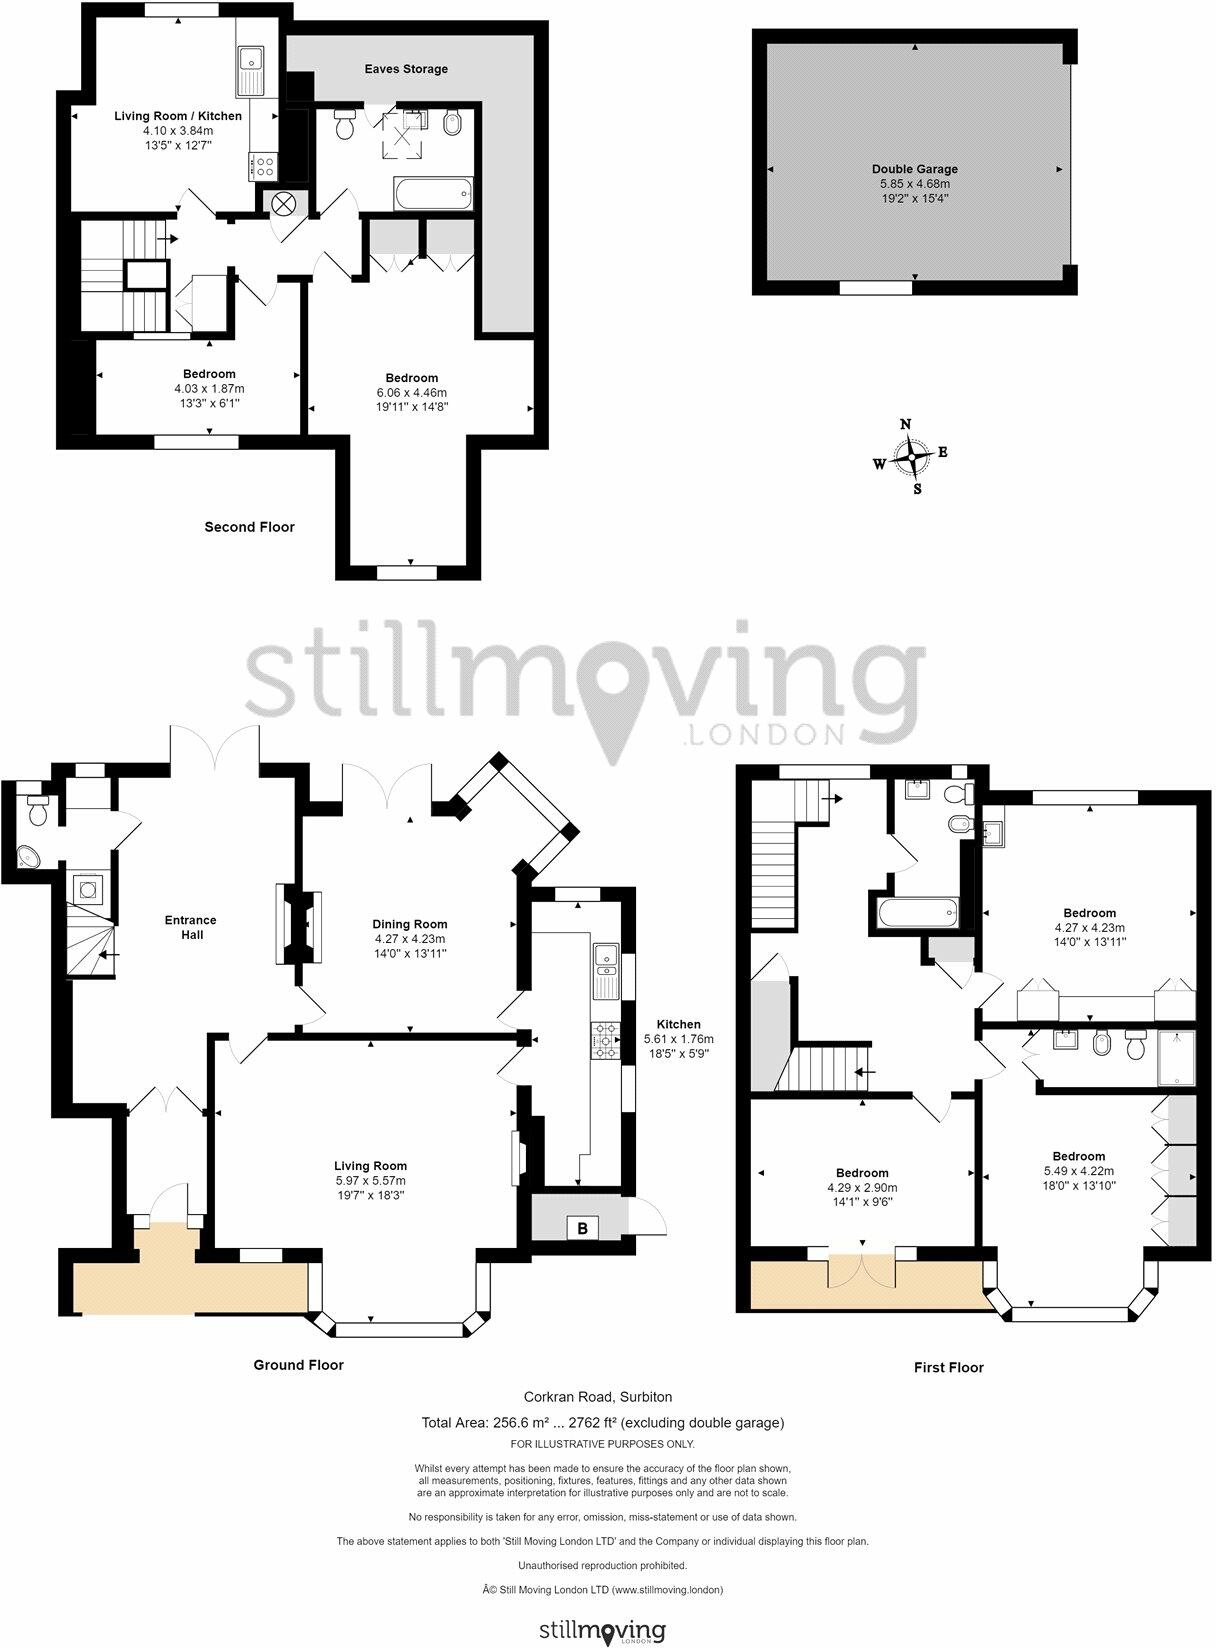 Eaves Storage
Living Room / Kitchen
4.10 x 3.84m
13'5" x 12'7"
Double Garage
5.85 x 4.68m
19'2" x 15'4"
Bedroom
4.03 x 1.87m
13'3" x 6'1"
Bedroom
6.06 x 4.46m
19'11" x 14'8"
N
W E
S
Second Floor
stillmoving
LONDON
Entrance
Hall
Dining Room
4.27 x 4.23m
14'0" x 13'11"
Kitchen
5.61 x 1.76m
18'5" x 5'9"
Living Room
5.97 x 5.57m
19'7" x 18'3"
B
Ground Floor
Bedroom
4.27 x 4.23m
14'0" x 13'11"
Bedroom
4.29 x 2.90m
14'1" x 9'6"
Bedroom
5.49 x 4.22m
18'0" x 13'10"
First Floor
Corkran Road, Surbiton
Total Area: 256.6 m² ... 2762 ft² (excluding double garage)
FOR ILLUSTRATIVE PURPOSES ONLY.
Whilst every attempt has been made to ensure the accuracy of the floor plan shown,
all measurements, positioning, fixtures, features, fittings and any other data shown
are an approximate interpretation for illustrative purposes only and are not to scale.
No responsibility is taken for any error, omission, miss-statement or use of data shown.
The above statement applies to both 'Still Moving London LTD' and the Company or individual displaying this floor plan.
Unauthorised reproduction prohibited.
Â© Still Moving London LTD (www.stillmoving.london)
stillmoving
LONDON